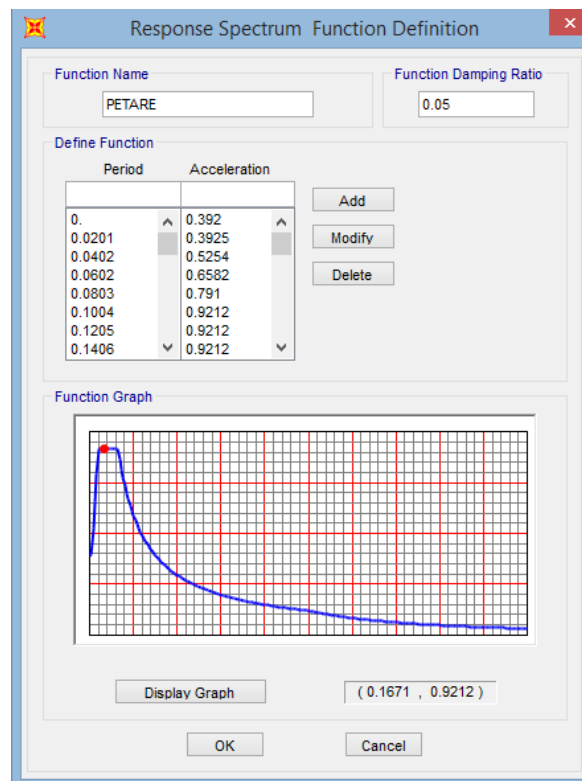 Response Spectrum Function Definition
Function Name
Function Damping Ratio
PETARE
0.05
Define Function
Period Acceleration
Add
Modify
Delete
0. 0.392
0.0201 0.3925
0.0402 0.5254
0.0602 0.6582
0.0803 0.791
0.1004 0.9212
0.1205 0.9212
0.1406 0.9212
Function Graph
Display Graph
( 0.1671 , 0.9212 )
OK
Cancel